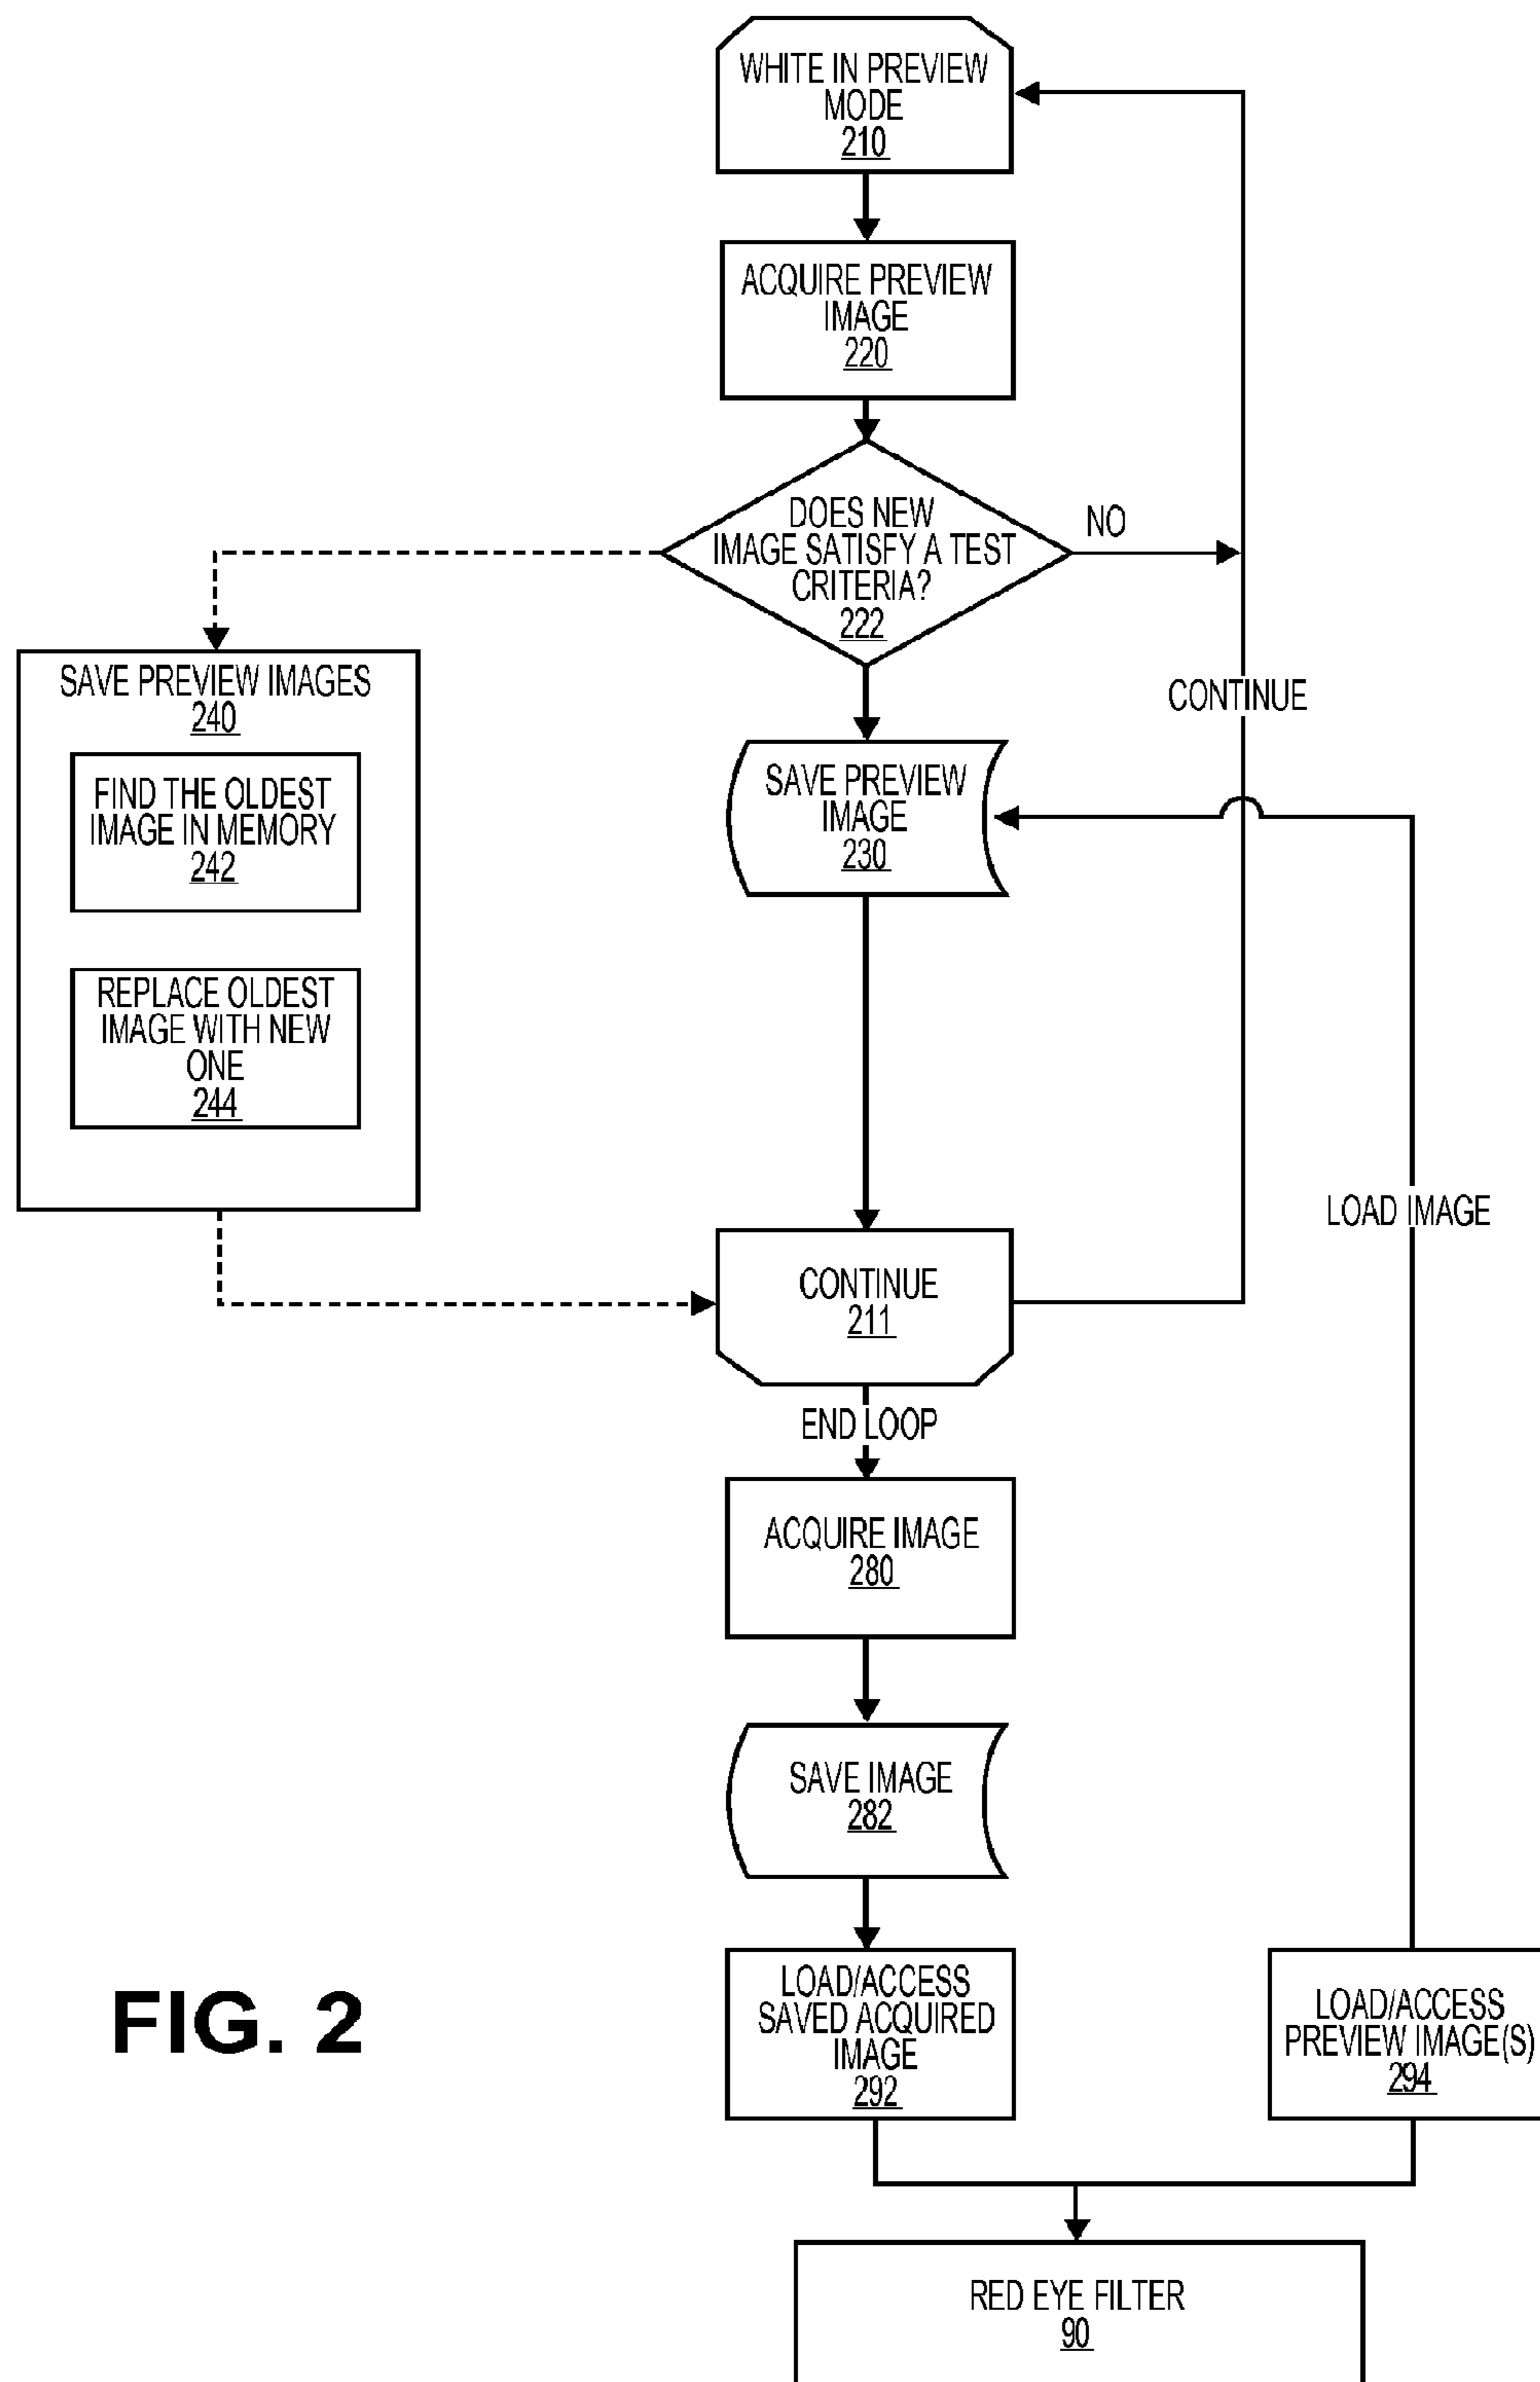 WHITE IN PREVIEW
MODE
210
ACQUIRE PREVIEW
IMAGE
220
DOES NEW
IMAGE SATISFY A TEST
CRITERIA?
222
NO
CONTINUE
SAVE PREVIEW IMAGES
240
FIND THE OLDEST
IMAGE IN MEMORY
242
REPLACE OLDEST
IMAGE WITH NEW
ONE
244
SAVE PREVIEW
IMAGE
230
LOAD IMAGE
CONTINUE
211
END LOOP
ACQUIRE IMAGE
280
SAVE IMAGE
282
LOAD/ACCESS
SAVED ACQUIRED
IMAGE
292
LOAD/ACCESS
PREVIEW IMAGE(S)
294
FIG. 2
RED EYE FILTER
90